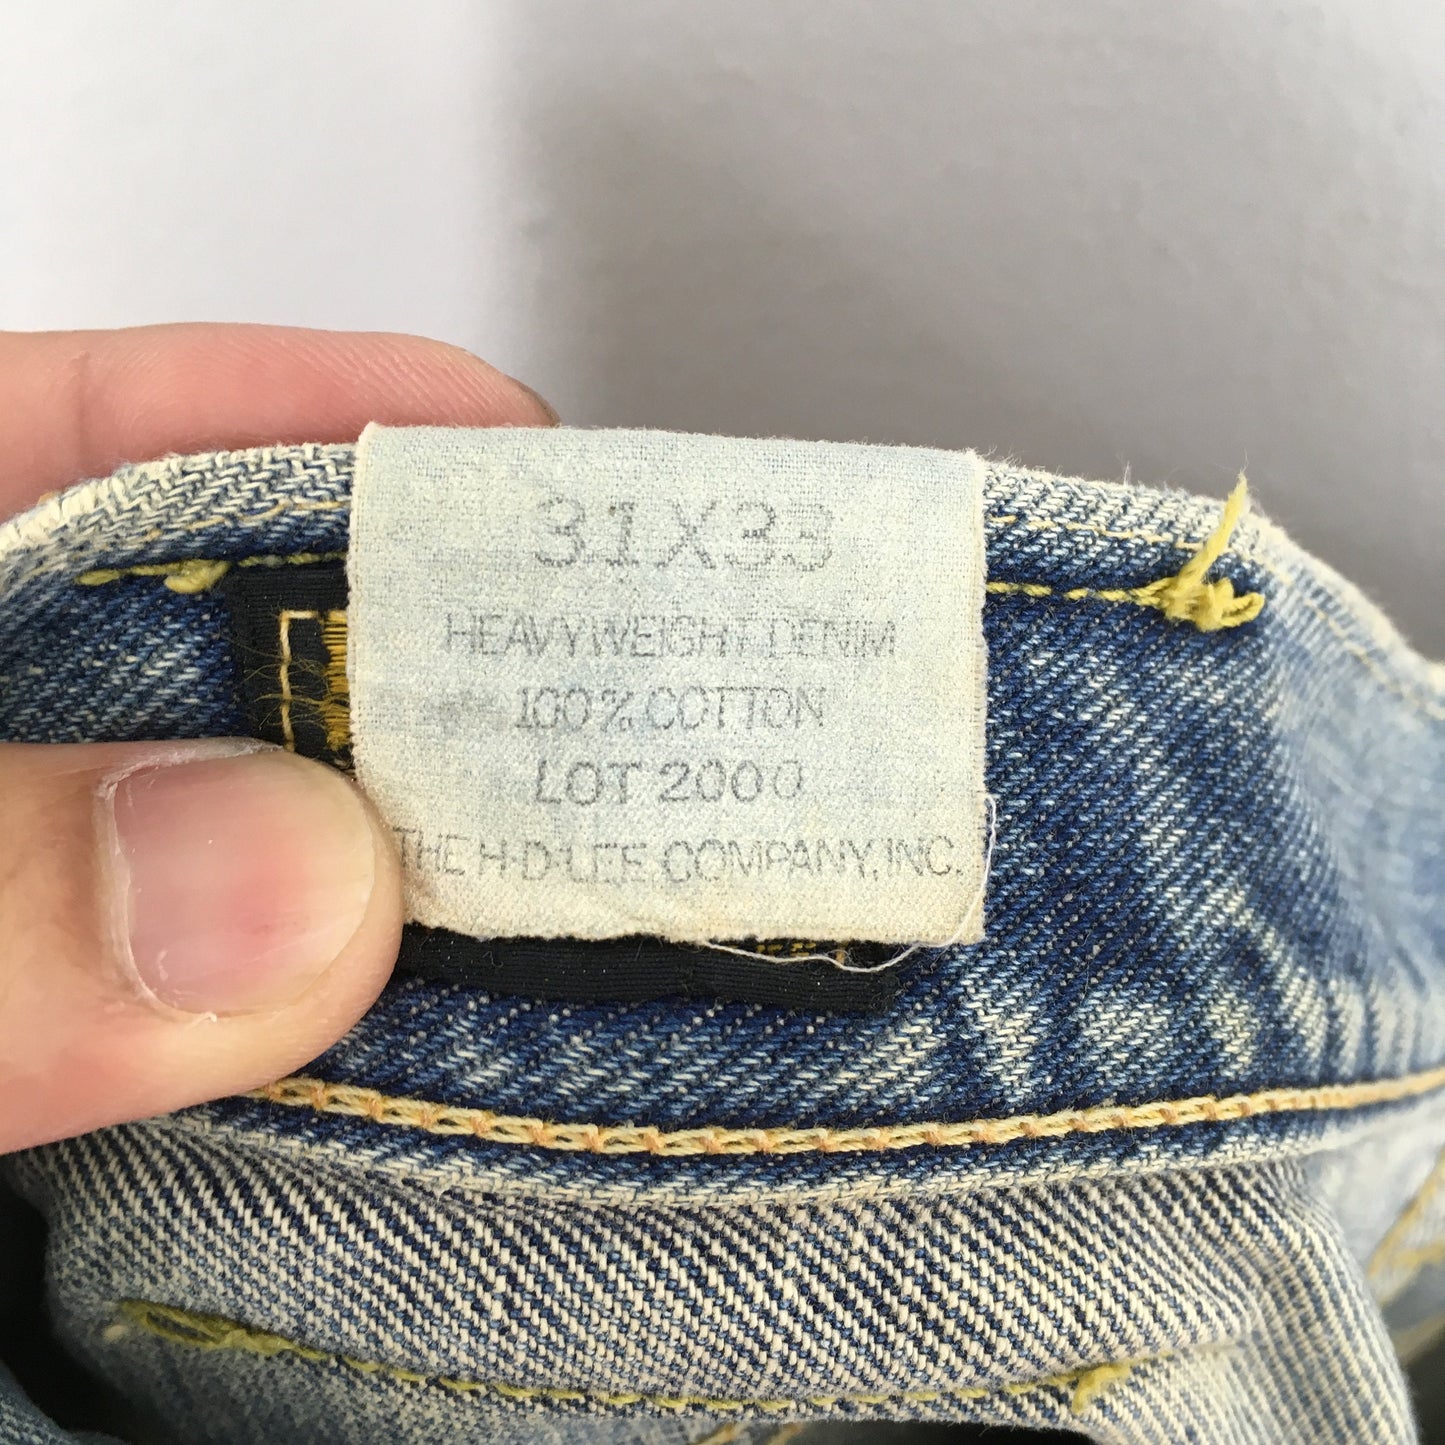 31X33
HEAVYWEIGHT DENIM
100% COTTON
LOT 2000
THE H·D·LEE COMPANY, INC.